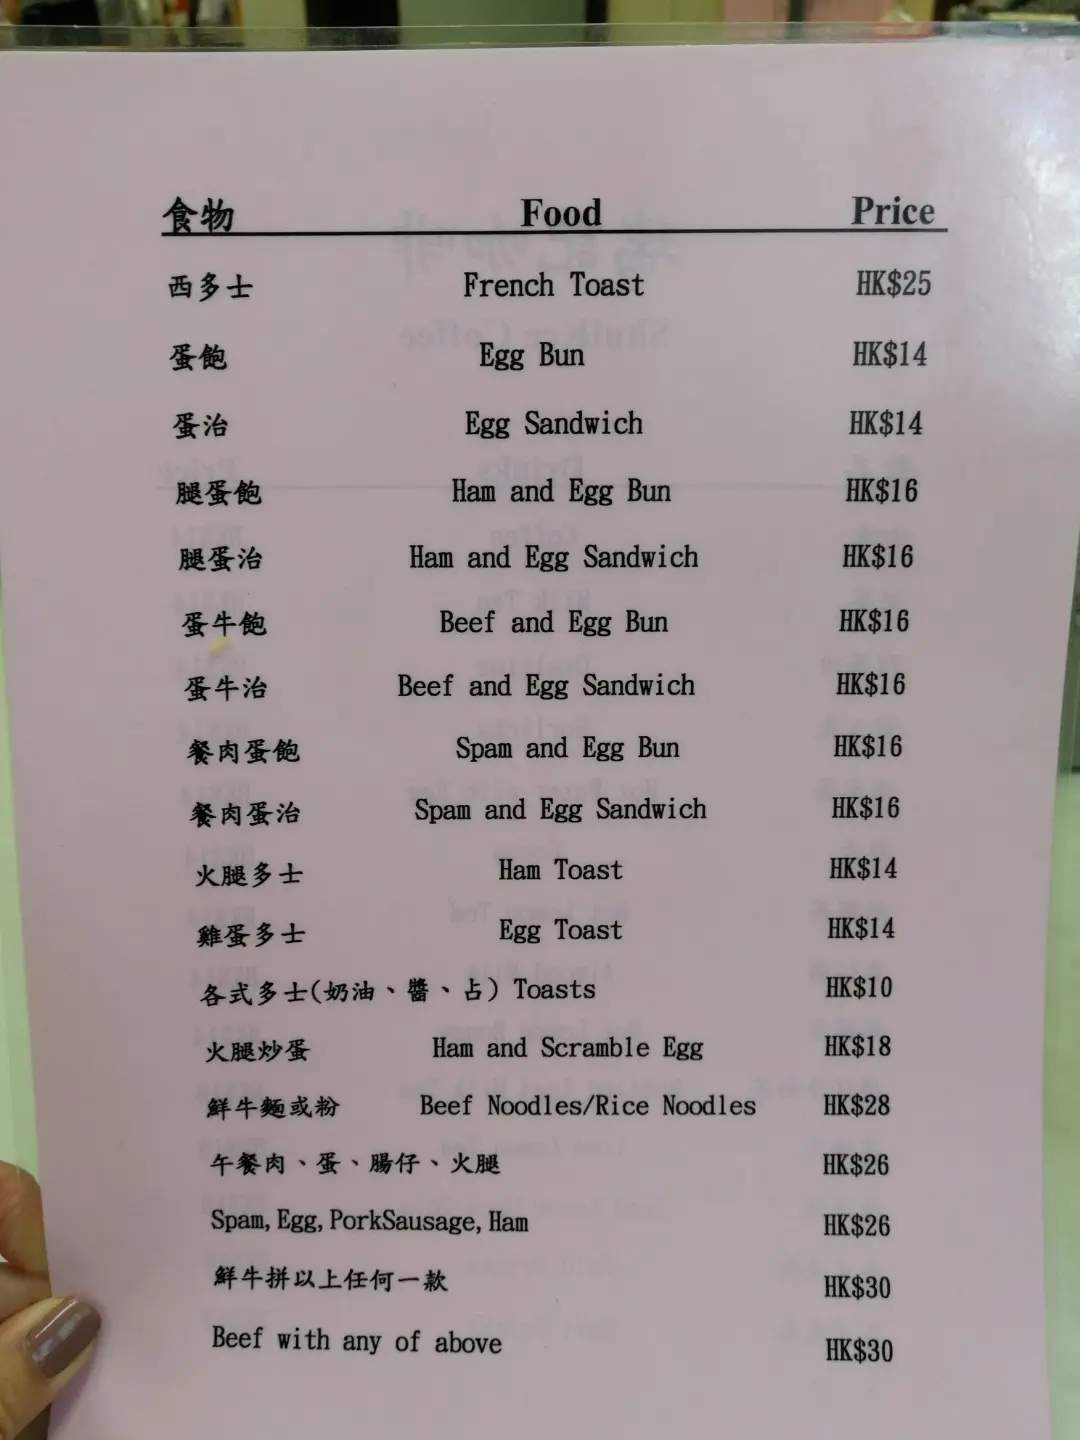 食物 Food Price
西多士 French Toast HK$25
蛋飽 Egg Bun HK$14
蛋治 Egg Sandwich HK$14
腿蛋飽 Ham and Egg Bun HK$16
腿蛋治 Ham and Egg Sandwich HK$16
蛋牛飽 Beef and Egg Bun HK$16
蛋牛治 Beef and Egg Sandwich HK$16
餐肉蛋飽 Spam and Egg Bun HK$16
餐肉蛋治 Spam and Egg Sandwich HK$16
火腿多士 Ham Toast HK$14
雞蛋多士 Egg Toast HK$14
各式多士(奶油、醬、占) Toasts HK$10
火腿炒蛋 Ham and Scramble Egg HK$18
鮮牛麵或粉 Beef Noodles/Rice Noodles HK$28
午餐肉、蛋、腸仔、火腿 HK$26
Spam, Egg, PorkSausage, Ham HK$26
鮮牛拼以上任何一款 HK$30
Beef with any of above HK$30